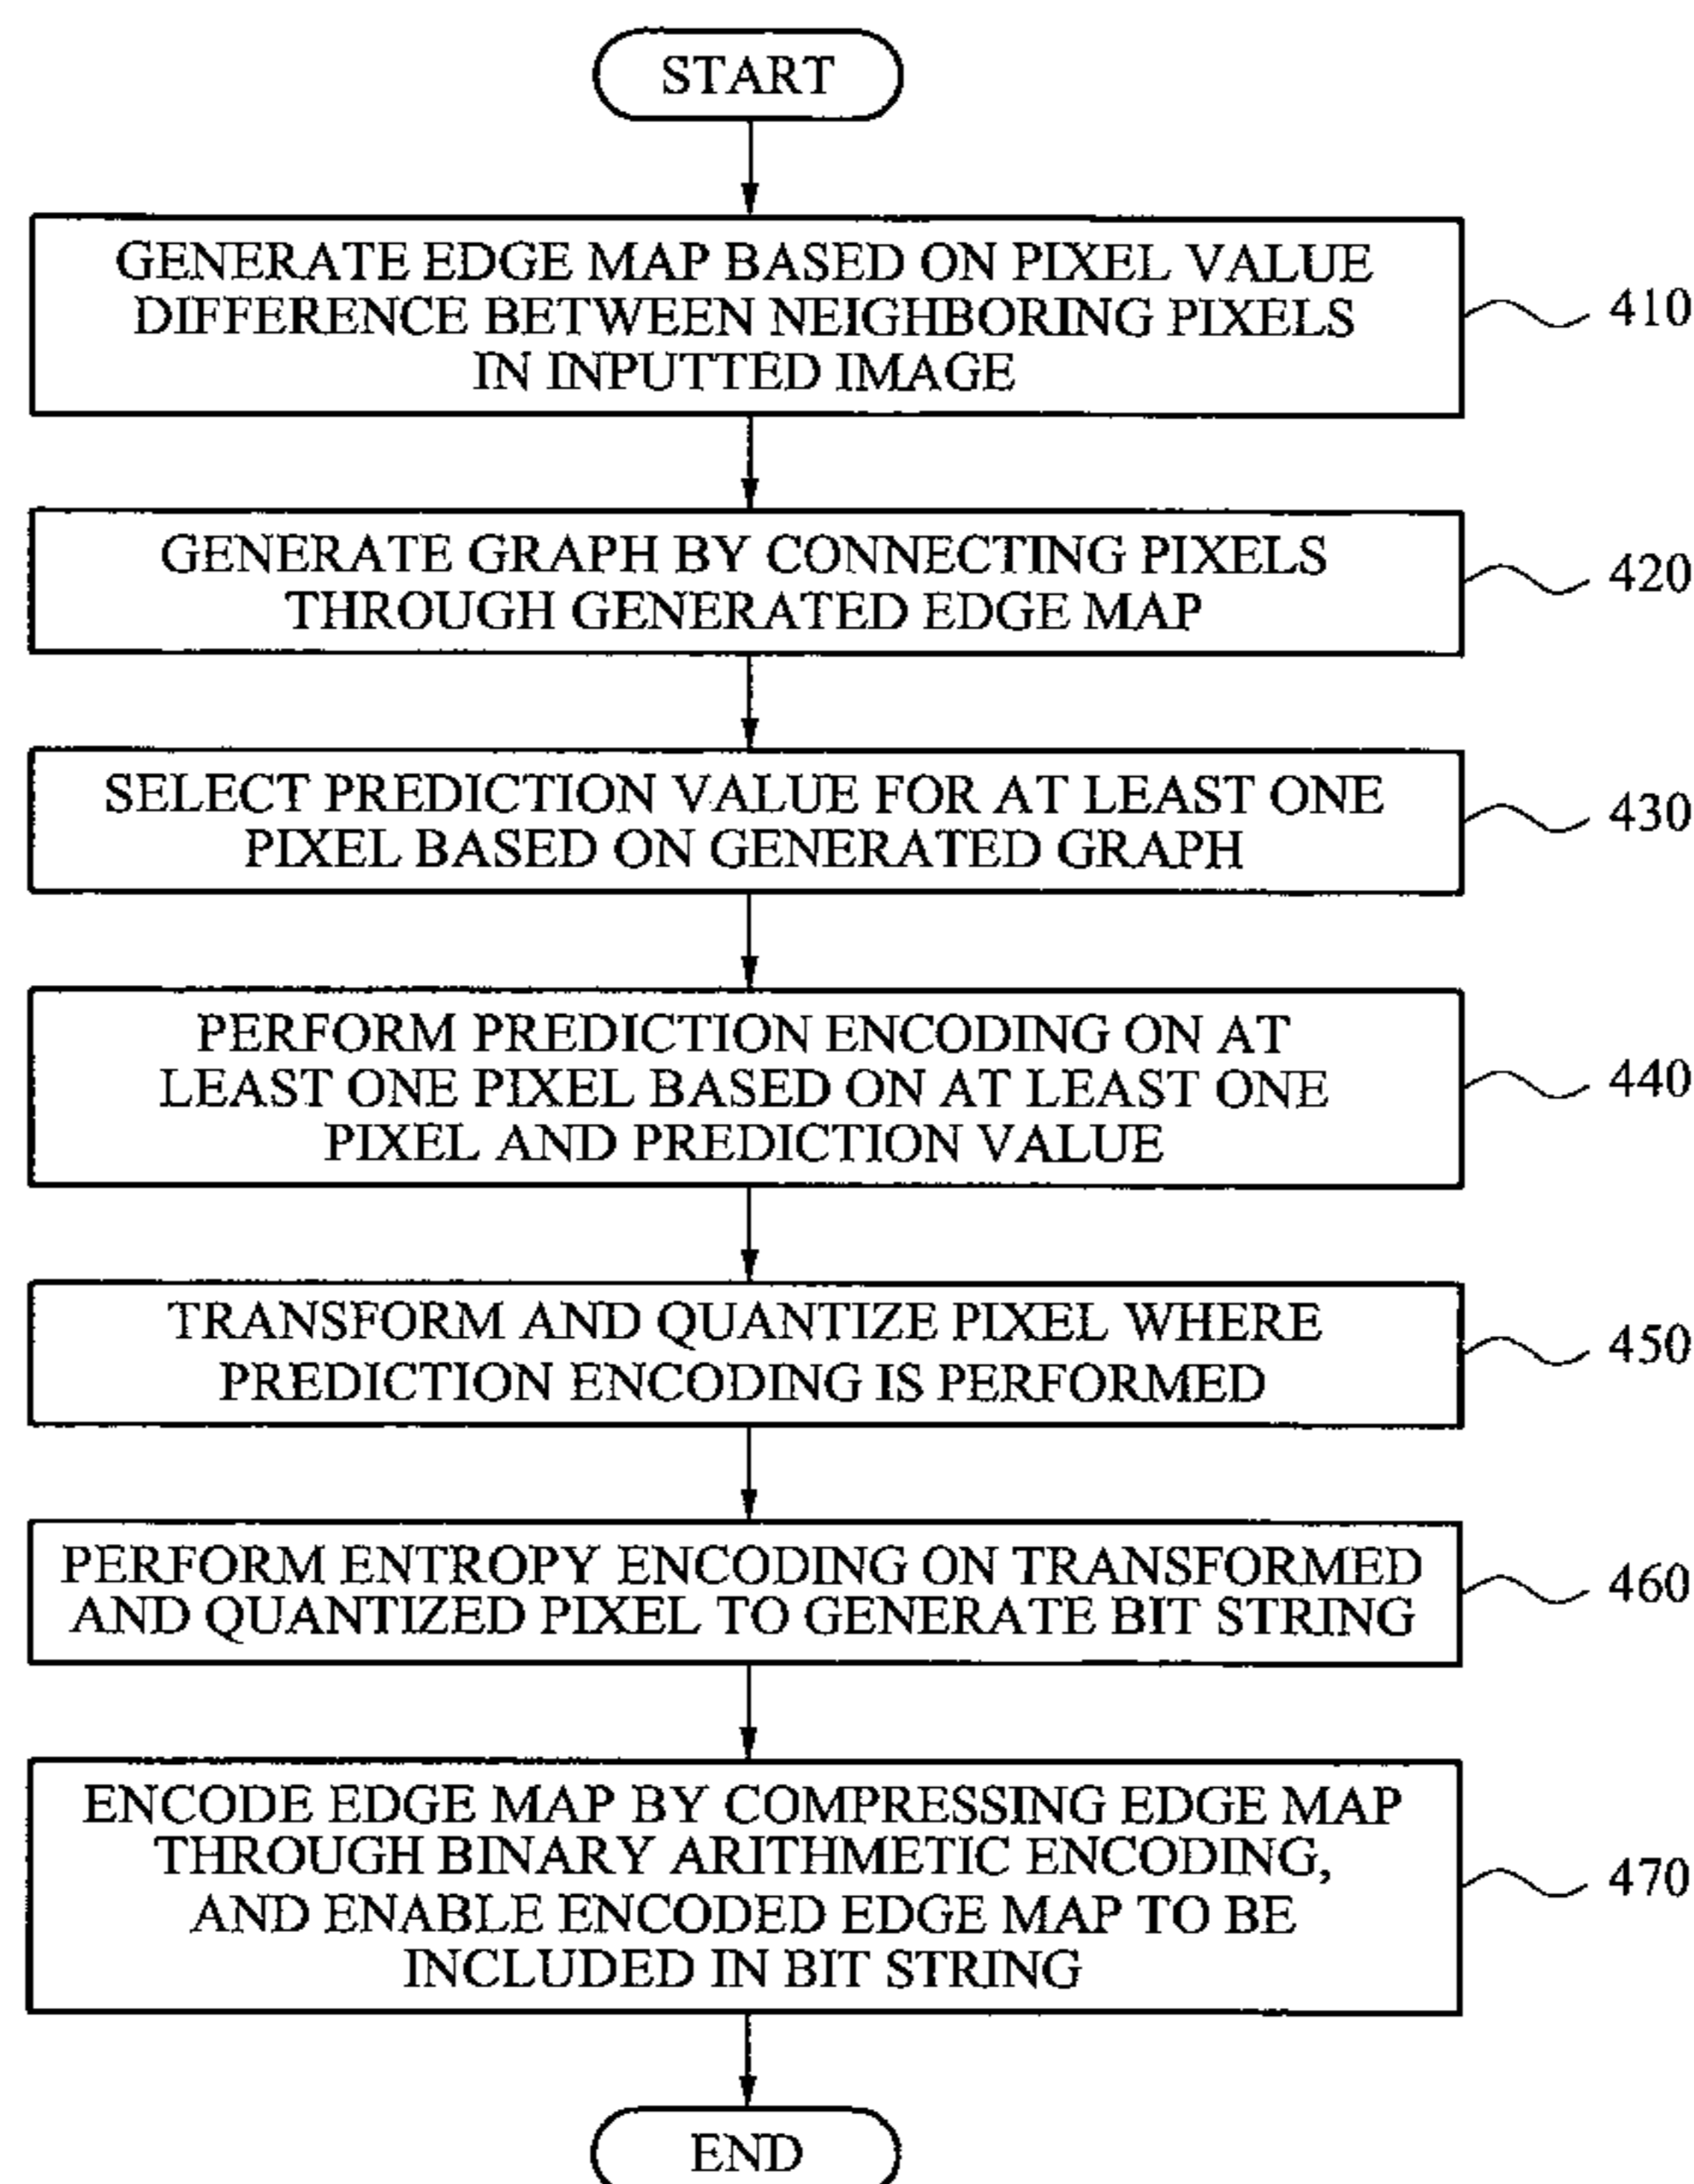 START
GENERATE EDGE MAP BASED ON PIXEL VALUE
DIFFERENCE BETWEEN NEIGHBORING PIXELS
IN INPUTTED IMAGE
410
GENERATE GRAPH BY CONNECTING PIXELS
THROUGH GENERATED EDGE MAP
420
SELECT PREDICTION VALUE FOR AT LEAST ONE
PIXEL BASED ON GENERATED GRAPH
430
PERFORM PREDICTION ENCODING ON AT
LEAST ONE PIXEL BASED ON AT LEAST ONE
PIXEL AND PREDICTION VALUE
440
TRANSFORM AND QUANTIZE PIXEL WHERE
PREDICTION ENCODING IS PERFORMED
450
PERFORM ENTROPY ENCODING ON TRANSFORMED
AND QUANTIZED PIXEL TO GENERATE BIT STRING
460
ENCODE EDGE MAP BY COMPRESSING EDGE MAP
THROUGH BINARY ARITHMETIC ENCODING,
AND ENABLE ENCODED EDGE MAP TO BE
INCLUDED IN BIT STRING
470
END